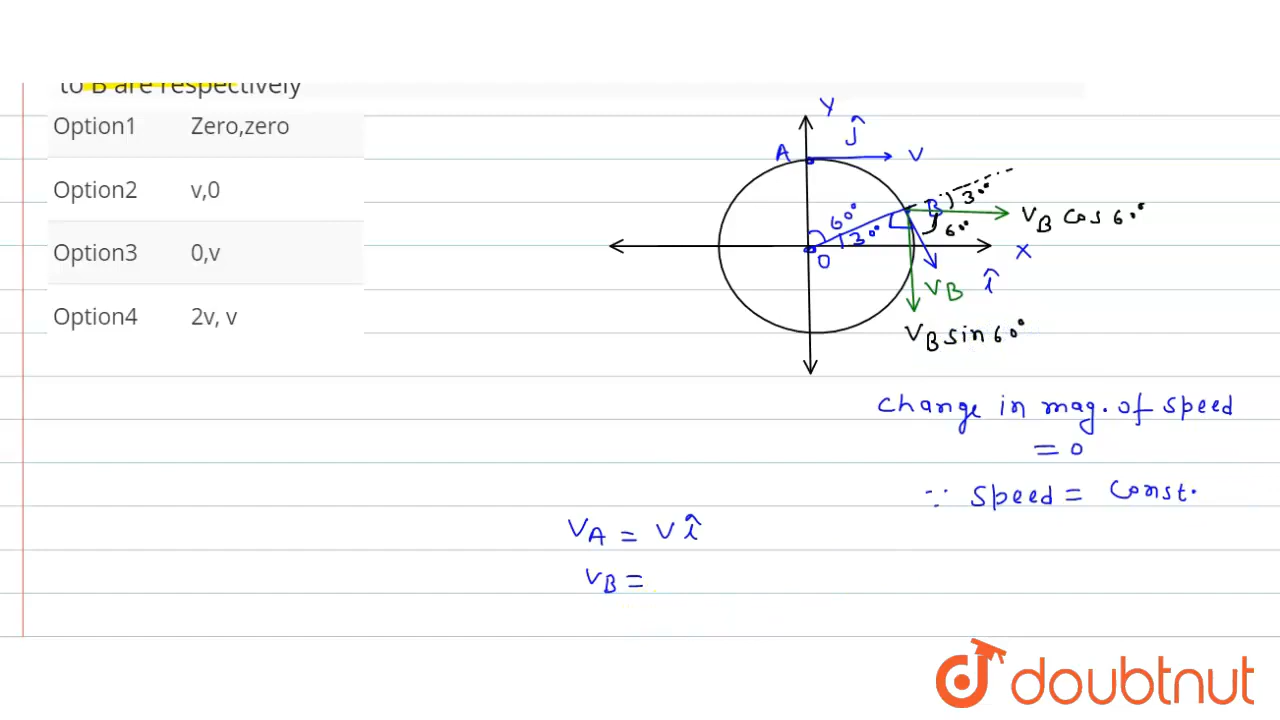 to B are respectively
Option1 Zero,zero
Option2 v,0
Option3 0,v
Option4 2v, v
Y
ĵ
A
V
30°
B
V_B cos 60°
60°
60°
30°
O
X
V_B
î
V_B sin 60°
Change in mag. of speed
= 0
∵ Speed = Const.
V_A = V î
V_B =
doubtnut